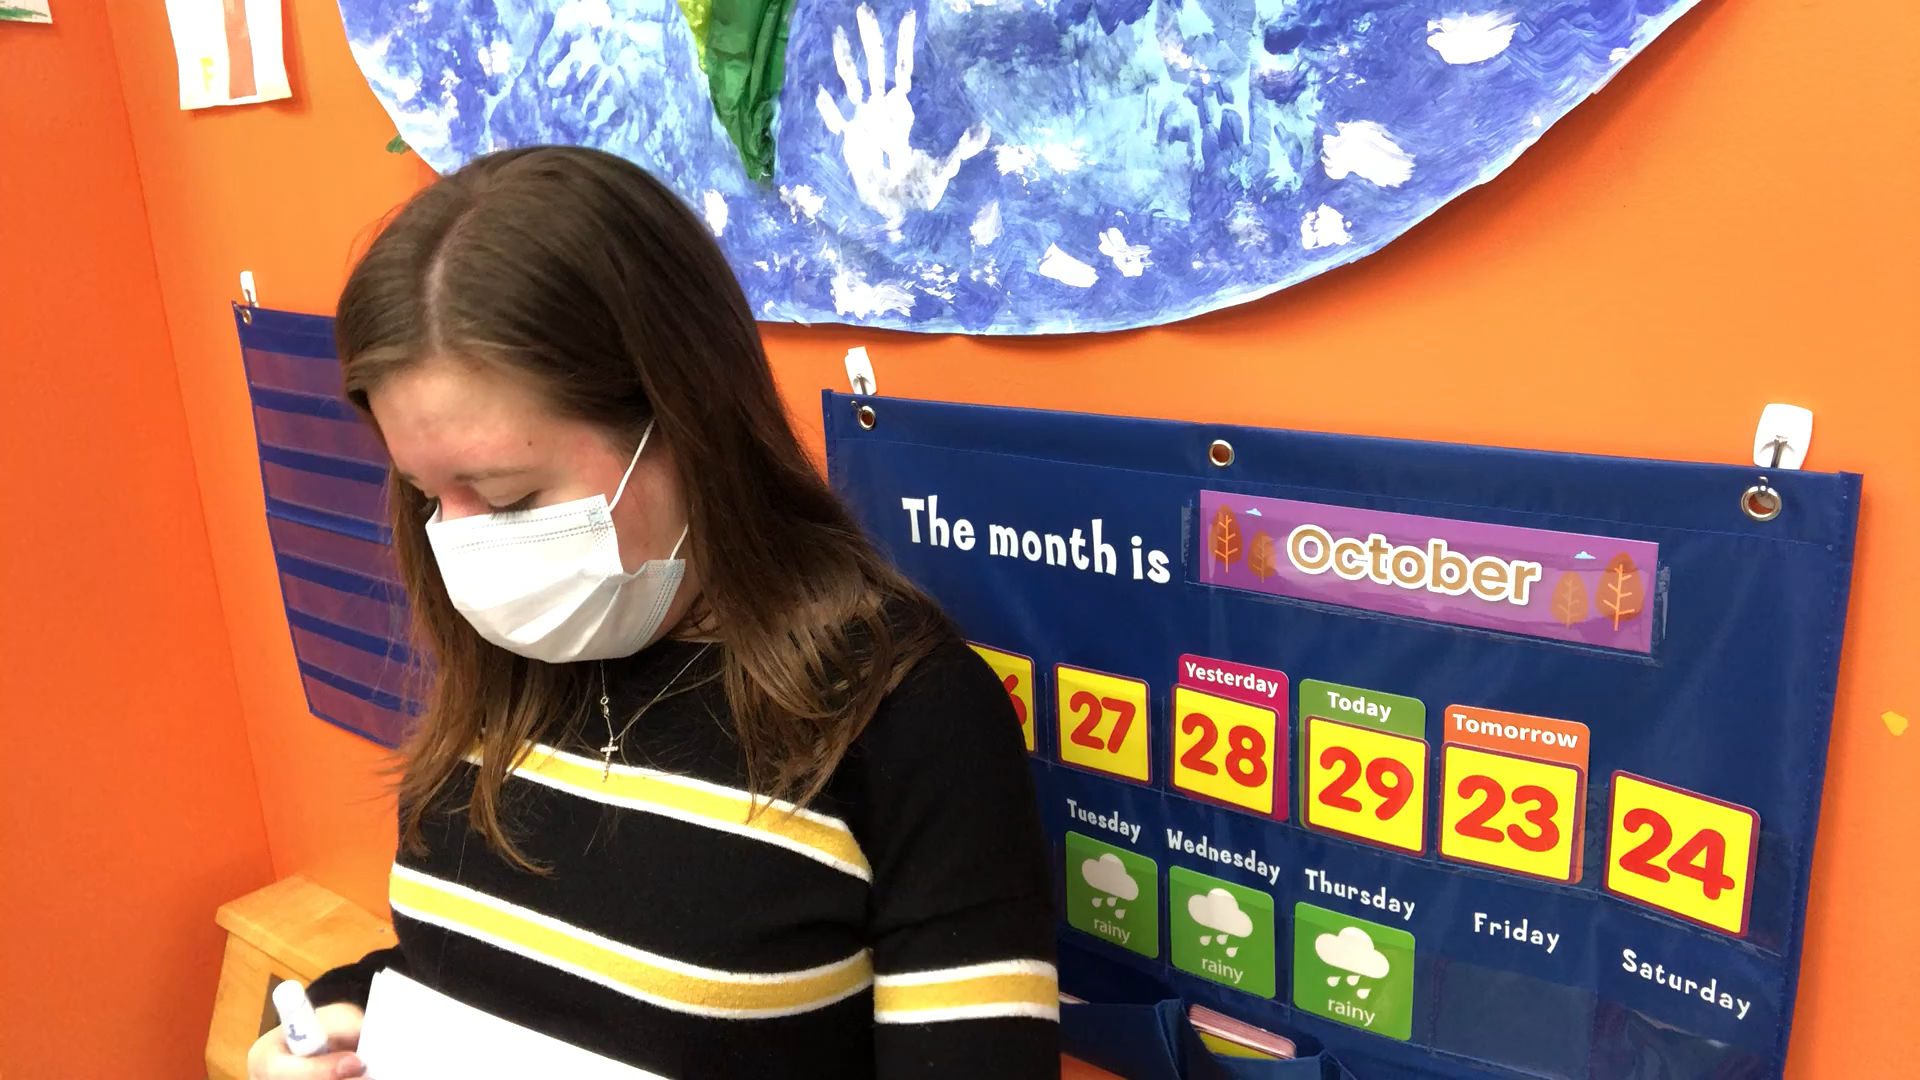 The month is October
Yesterday
Today
Tomorrow
27 28 29 23 24
Tuesday Wednesday Thursday Friday Saturday
rainy rainy rainy